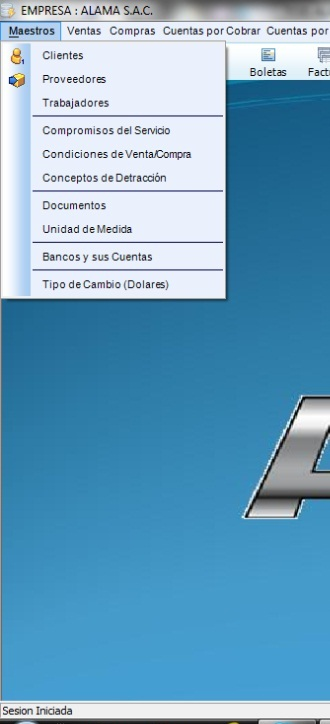 EMPRESA : ALAMA S.A.C.
Maestros Ventas Compras Cuentas por Cobrar Cuentas por
Boletas
Clientes
Proveedores
Trabajadores
Compromisos del Servicio
Condiciones de Venta/Compra
Conceptos de Detracción
Documentos
Unidad de Medida
Bancos y sus Cuentas
Tipo de Cambio (Dolares)
A
Sesion Iniciada